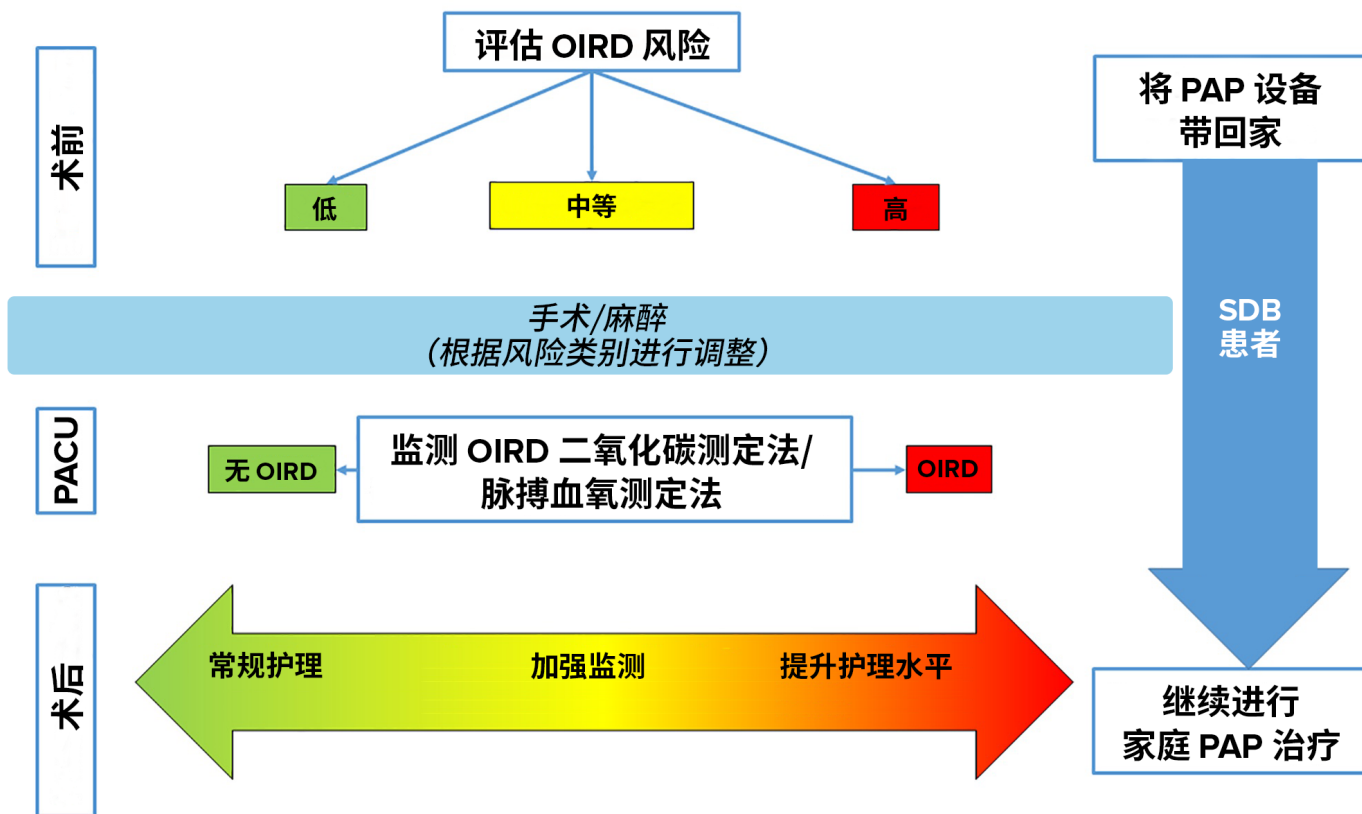 评估 OIRD 风险
将 PAP 设备
带回家
术前
低
中等
高
手术/麻醉
（根据风险类别进行调整）
SDB
患者
PACU
无 OIRD
监测 OIRD 二氧化碳测定法/
脉搏血氧测定法
OIRD
术后
常规护理
加强监测
提升护理水平
继续进行
家庭 PAP 治疗